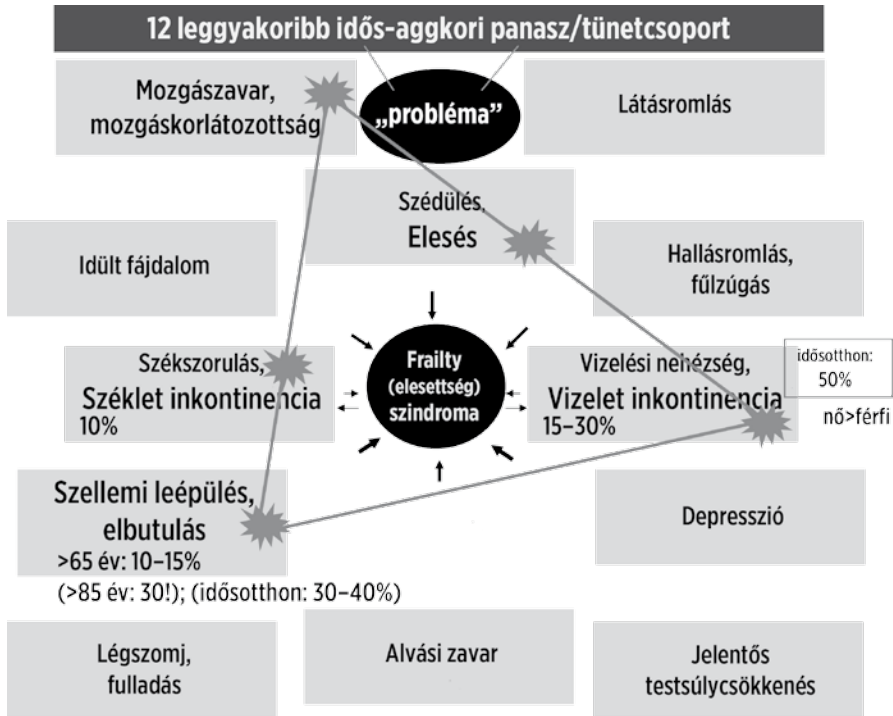 12 leggyakoribb idős-aggkori panasz/tünetcsoport
Mozgászavar,
mozgáskorlátozottság
„probléma”
Látásromlás
Szédülés,
Elesés
Idült fájdalom
Hallásromlás,
fűlzúgás
Székszorulás,
Széklet inkontinencia
10%
Frailty
(elesettség)
szindroma
Vizelési nehézség,
Vizelet inkontinencia
15–30%
idősotthon:
50%
nő>férfi
Szellemi leépülés,
elbutulás
>65 év: 10–15%
(>85 év: 30!); (idősotthon: 30–40%)
Depresszió
Légszomj,
fulladás
Alvási zavar
Jelentős
testsúlycsökkenés